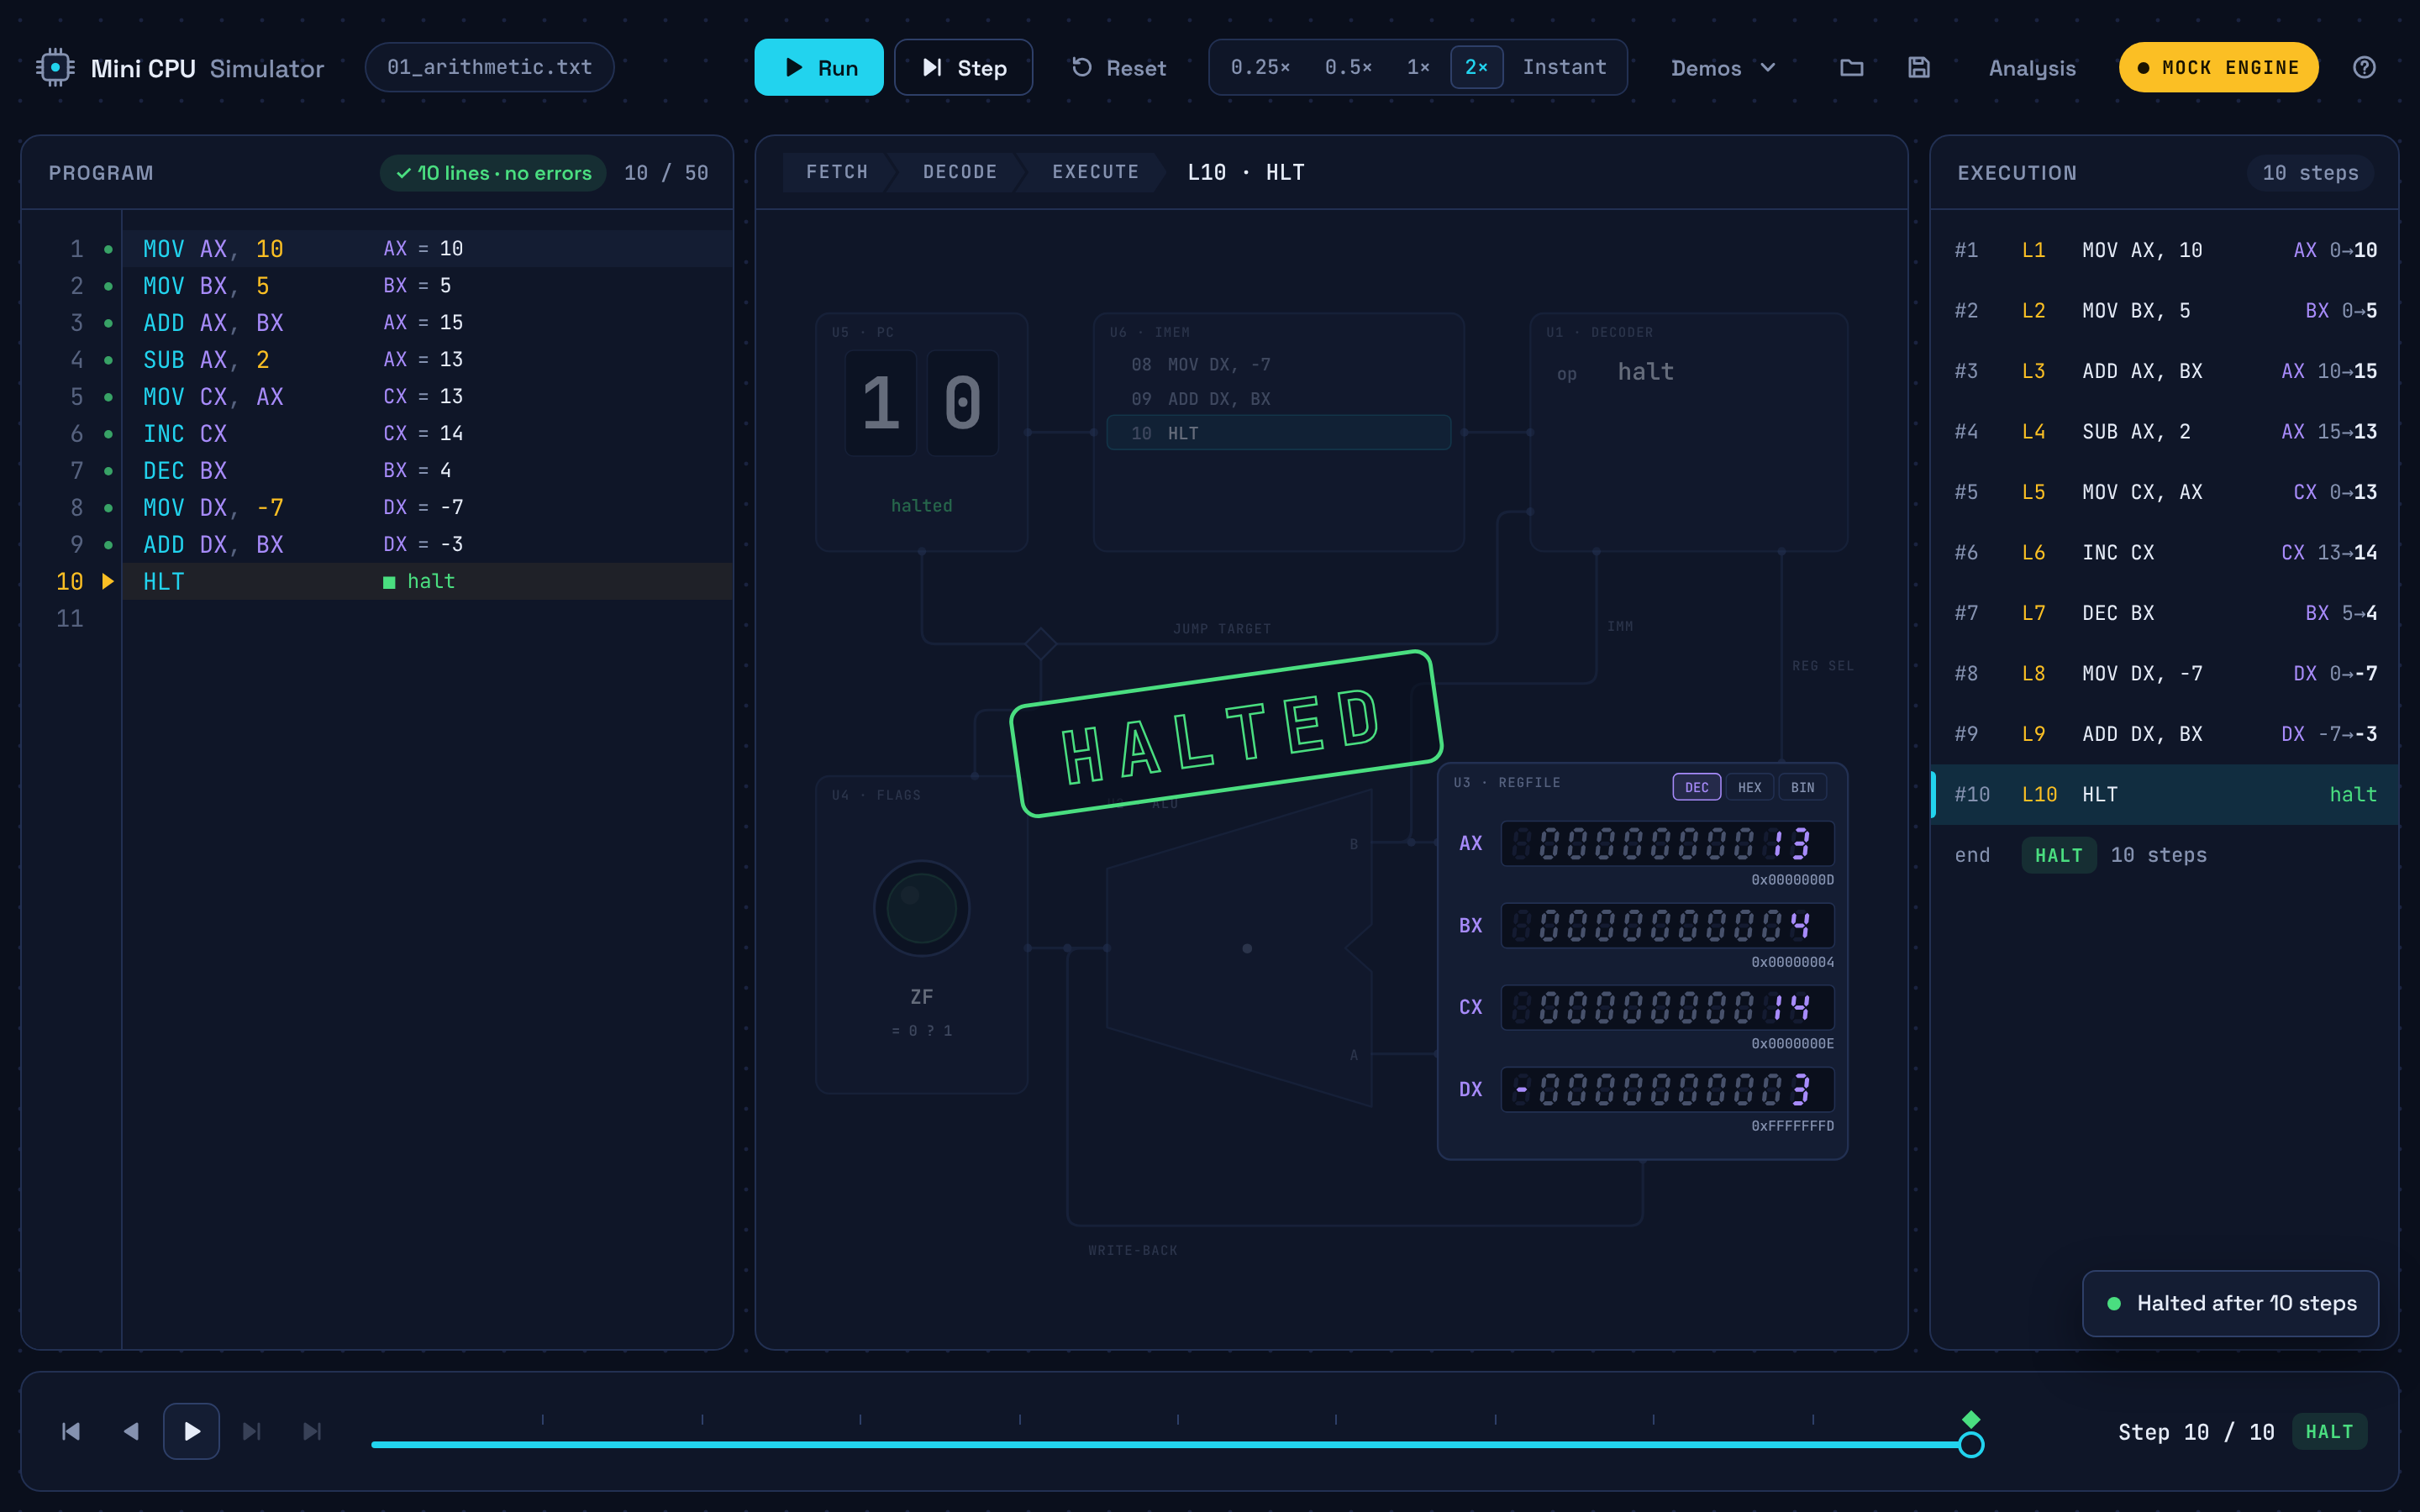 Mini CPU Simulator
01_arithmetic.txt
Run
Step
Reset
0.25× 0.5× 1× 2× Instant
Demos
Analysis
MOCK ENGINE
PROGRAM
10 lines · no errors
10 / 50
1 MOV AX, 10 AX = 10
2 MOV BX, 5 BX = 5
3 ADD AX, BX AX = 15
4 SUB AX, 2 AX = 13
5 MOV CX, AX CX = 13
6 INC CX CX = 14
7 DEC BX BX = 4
8 MOV DX, -7 DX = -7
9 ADD DX, BX DX = -3
10 HLT halt
11
FETCH DECODE EXECUTE L10 · HLT
U5 · PC
10
halted
U6 · IMEM
08 MOV DX, -7
09 ADD DX, BX
10 HLT
U1 · DECODER
op halt
JUMP TARGET
IMM
REG SEL
HALTED
U4 · FLAGS
ZF
= 0 ? 1
ALU
B
A
WRITE-BACK
U3 · REGFILE
DEC HEX BIN
AX 0000000013
0x0000000D
BX 0000000004
0x00000004
CX 0000000014
0x0000000E
DX -0000000003
0xFFFFFFFD
EXECUTION
10 steps
#1 L1 MOV AX, 10 AX 0→10
#2 L2 MOV BX, 5 BX 0→5
#3 L3 ADD AX, BX AX 10→15
#4 L4 SUB AX, 2 AX 15→13
#5 L5 MOV CX, AX CX 0→13
#6 L6 INC CX CX 13→14
#7 L7 DEC BX BX 5→4
#8 L8 MOV DX, -7 DX 0→-7
#9 L9 ADD DX, BX DX -7→-3
#10 L10 HLT halt
end HALT 10 steps
Halted after 10 steps
Step 10 / 10 HALT